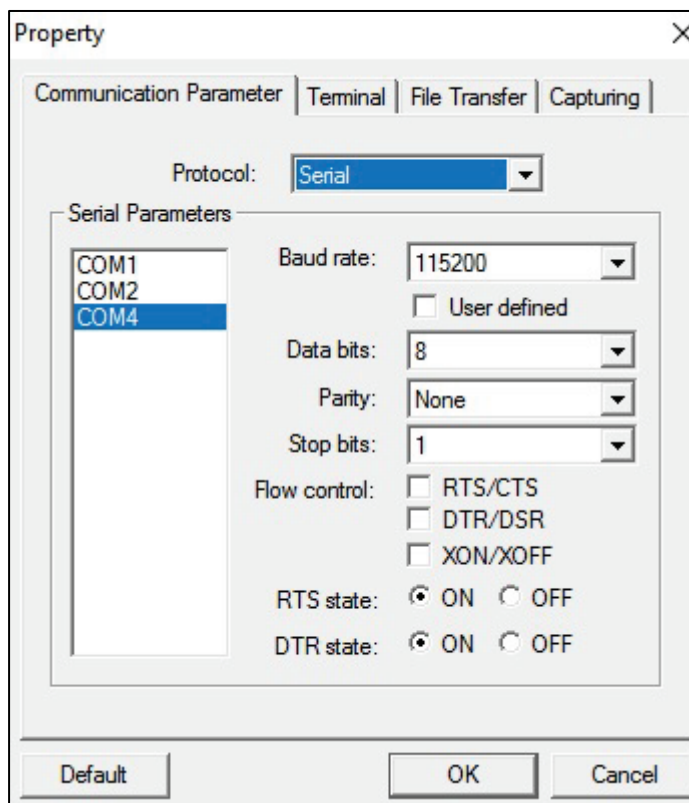 Property
Communication Parameter Terminal File Transfer Capturing
Protocol: Serial
Serial Parameters
COM1
COM2
COM4
Baud rate: 115200
User defined
Data bits: 8
Parity: None
Stop bits: 1
Flow control: RTS/CTS
DTR/DSR
XON/XOFF
RTS state: ON OFF
DTR state: ON OFF
Default OK Cancel